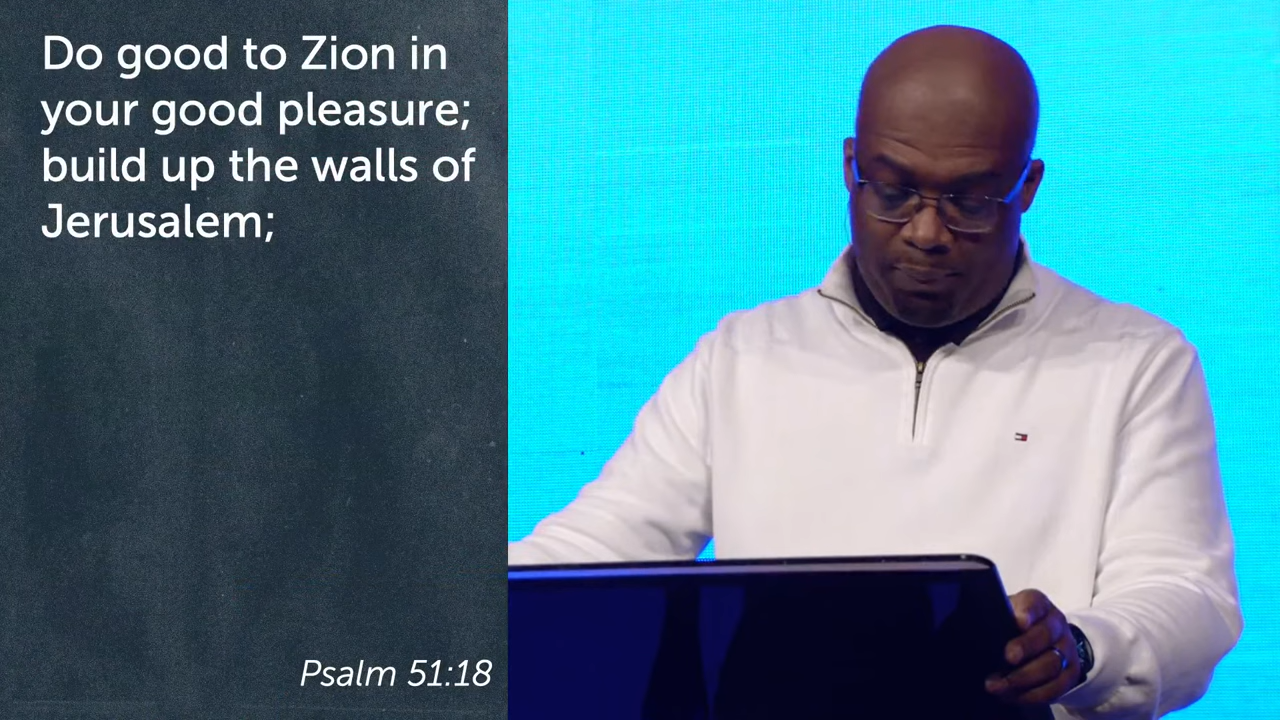 Do good to Zion in
your good pleasure;
build up the walls of
Jerusalem;
Psalm 51:18